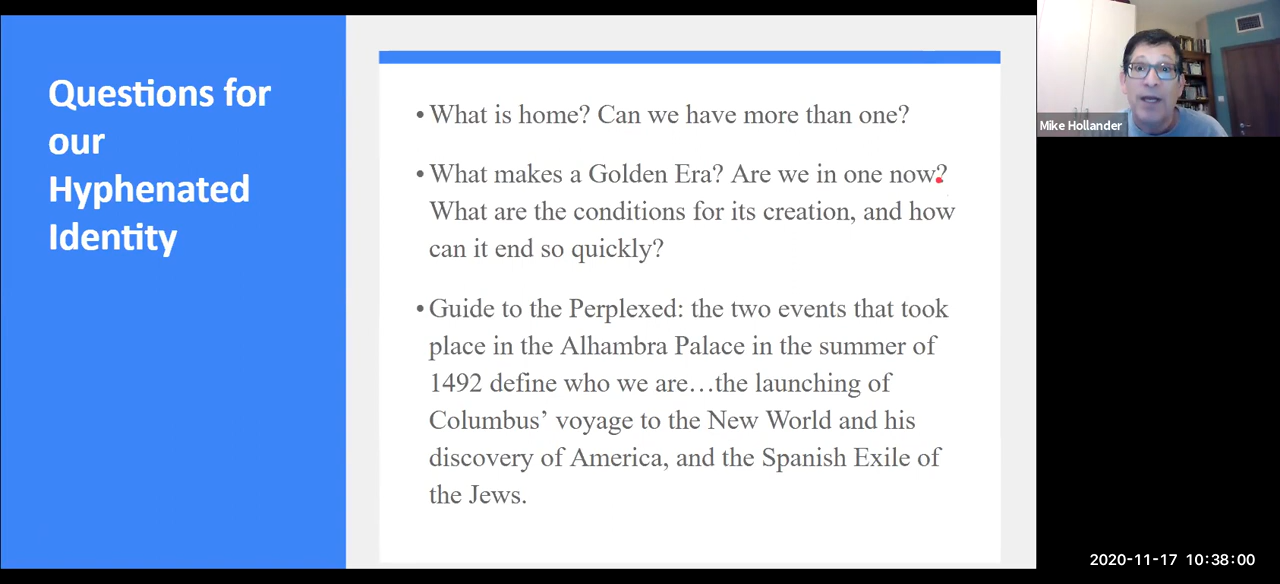 Questions for
our
Hyphenated
Identity
• What is home? Can we have more than one?
• What makes a Golden Era? Are we in one now?
What are the conditions for its creation, and how
can it end so quickly?
• Guide to the Perplexed: the two events that took
place in the Alhambra Palace in the summer of
1492 define who we are…the launching of
Columbus’ voyage to the New World and his
discovery of America, and the Spanish Exile of
the Jews.
Mike Hollander
2020-11-17 10:38:00